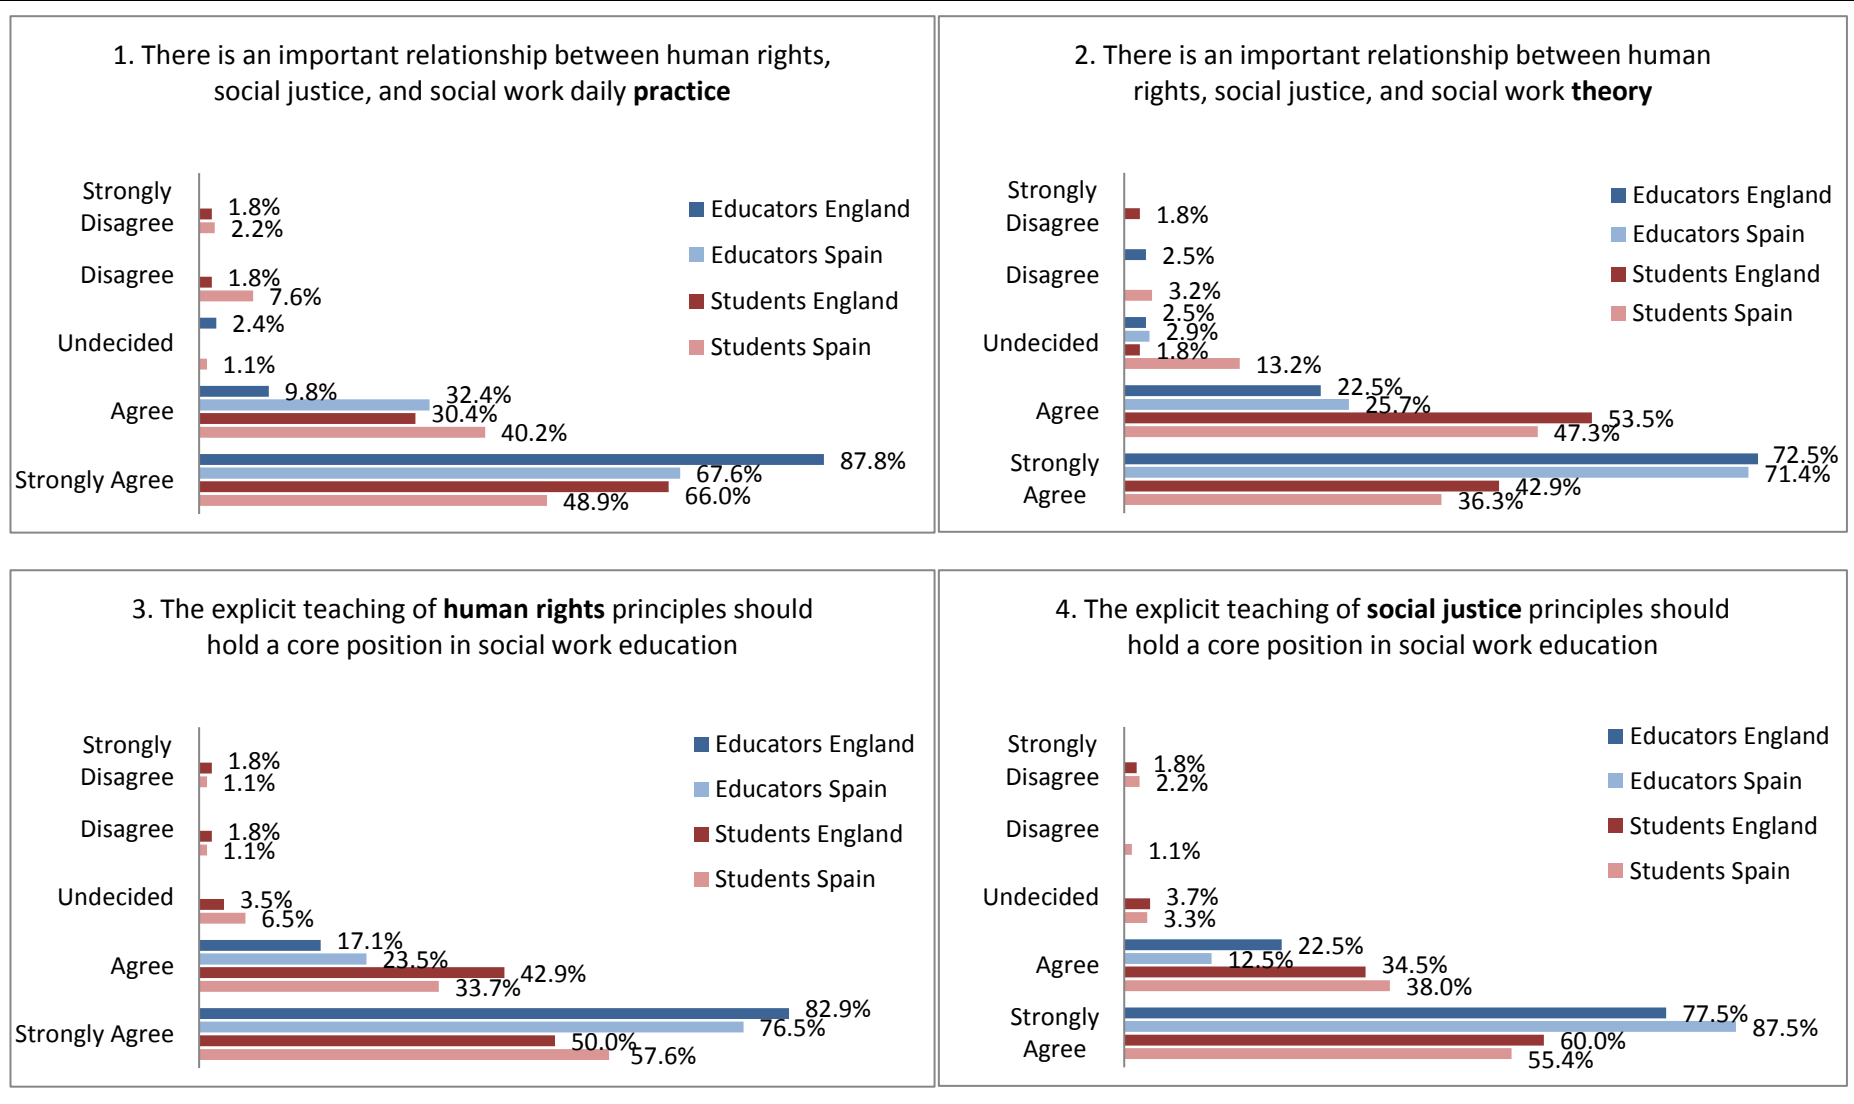 1. There is an important relationship between human rights,
social justice, and social work daily practice
Strongly
Disagree
1.8%
2.2%
Disagree
1.8%
7.6%
Undecided
2.4%
1.1%
Agree
9.8%
32.4%
30.4%
40.2%
Strongly Agree
87.8%
67.6%
66.0%
48.9%
Educators England
Educators Spain
Students England
Students Spain
2. There is an important relationship between human
rights, social justice, and social work theory
Strongly
Disagree
1.8%
Disagree
2.5%
3.2%
Undecided
2.5%
2.9%
1.8%
13.2%
Agree
22.5%
25.7%
53.5%
47.3%
Strongly
Agree
72.5%
71.4%
42.9%
36.3%
Educators England
Educators Spain
Students England
Students Spain
3. The explicit teaching of human rights principles should
hold a core position in social work education
Strongly
Disagree
1.8%
1.1%
Disagree
1.8%
1.1%
Undecided
3.5%
6.5%
Agree
17.1%
23.5%
42.9%
33.7%
Strongly Agree
82.9%
76.5%
50.0%
57.6%
Educators England
Educators Spain
Students England
Students Spain
4. The explicit teaching of social justice principles should
hold a core position in social work education
Strongly
Disagree
1.8%
2.2%
Disagree
1.1%
Undecided
3.7%
3.3%
Agree
22.5%
12.5%
34.5%
38.0%
Strongly
Agree
77.5%
87.5%
60.0%
55.4%
Educators England
Educators Spain
Students England
Students Spain